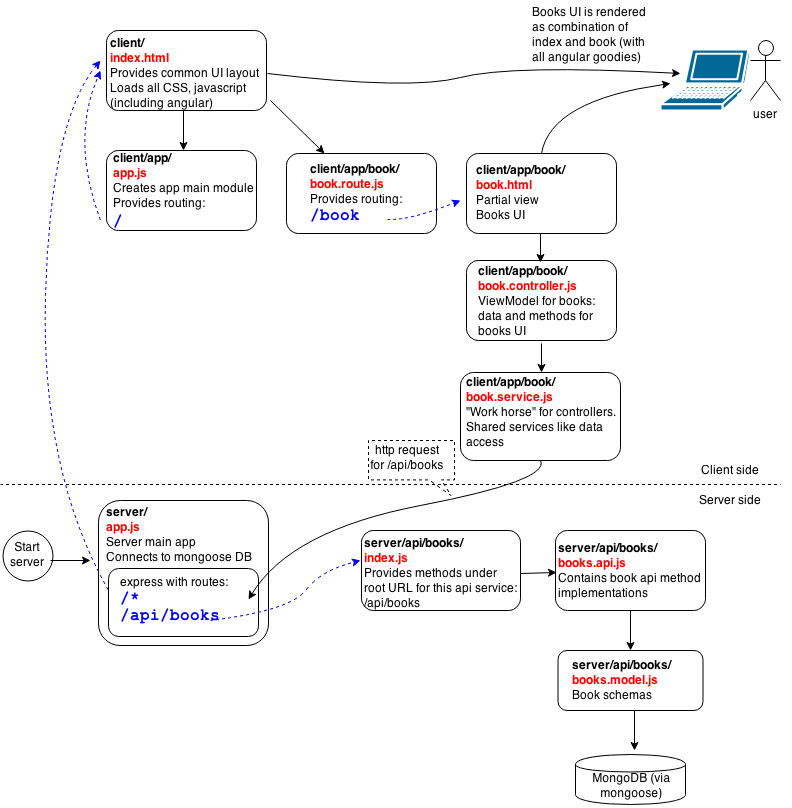 Books UI is rendered
as combination of
index and book (with
all angular goodies)
user
client/
index.html
Provides common UI layout
Loads all CSS, javascript
(including angular)
client/app/
app.js
Creates app main module
Provides routing:
/
client/app/book/
book.route.js
Provides routing:
/book
client/app/book/
book.html
Partial view
Books UI
client/app/book/
book.controller.js
ViewModel for books:
data and methods for
books UI
client/app/book/
book.service.js
"Work horse" for controllers.
Shared services like data
access
http request
for /api/books
Client side
Server side
Start
server
server/
app.js
Server main app
Connects to mongoose DB
express with routes:
/*
/api/books
server/api/books/
index.js
Provides methods under
root URL for this api service:
/api/books
server/api/books/
books.api.js
Contains book api method
implementations
server/api/books/
books.model.js
Book schemas
MongoDB (via
mongoose)